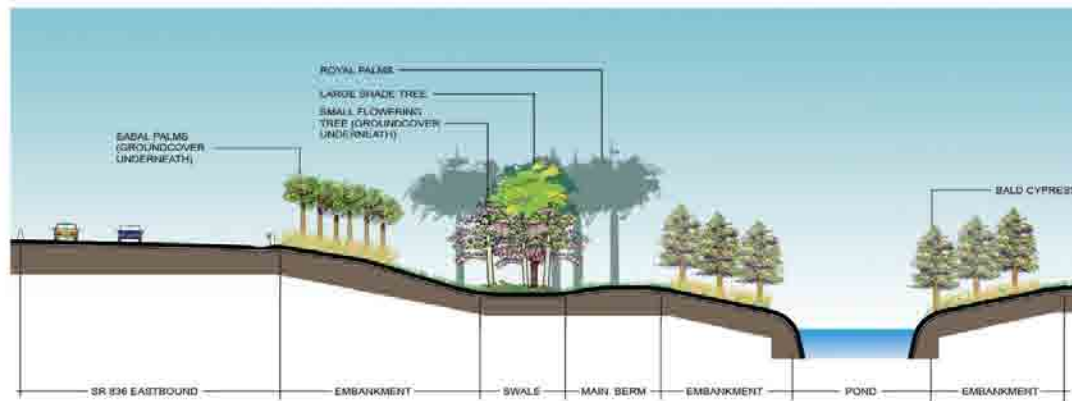 ROYAL PALMS
LARGE SHADE TREE
SMALL FLOWERING
TREE (GROUNDCOVER
UNDERNEATH)
SABAL PALMS
(GROUNDCOVER
UNDERNEATH)
BALD CYPRESS
SR 836 EASTBOUND
EMBANKMENT
SWALE
MAIN. BERM
EMBANKMENT
POND
EMBANKMENT